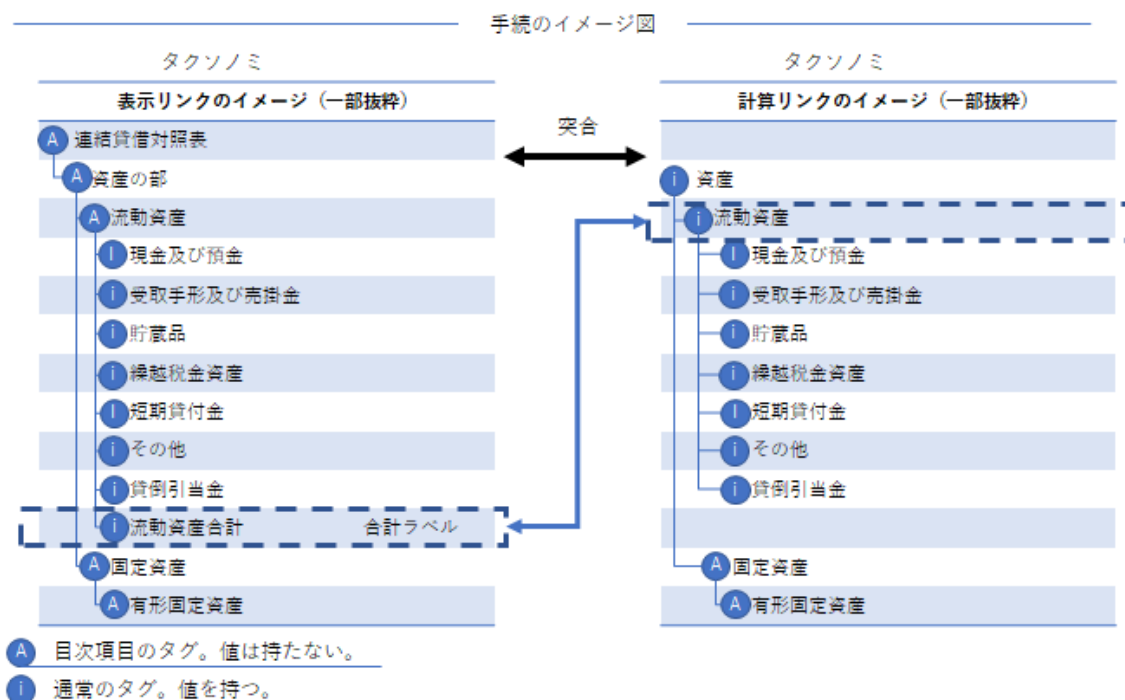 手続のイメージ図
タクソノミ
表示リンクのイメージ（一部抜粋）
A 連結貸借対照表
A 資産の部
A 流動資産
I 現金及び預金
i 受取手形及び売掛金
i 貯蔵品
i 繰越税金資産
I 短期貸付金
i その他
i 貸倒引当金
i 流動資産合計 合計ラベル
A 固定資産
A 有形固定資産
突合
タクソノミ
計算リンクのイメージ（一部抜粋）
i 資産
i 流動資産
I 現金及び預金
i 受取手形及び売掛金
i 貯蔵品
i 繰越税金資産
I 短期貸付金
i その他
i 貸倒引当金
A 固定資産
A 有形固定資産
A 目次項目のタグ。値は持たない。
i 通常のタグ。値を持つ。